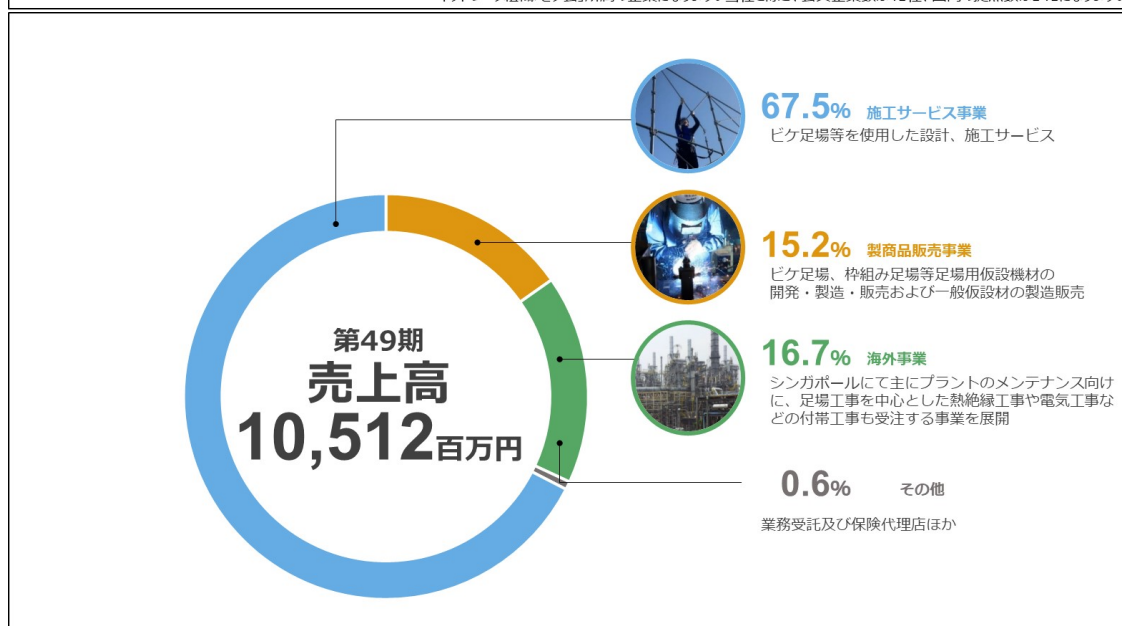 67.5% 施工サービス事業
ビケ足場等を使用した設計、施工サービス
15.2% 製商品販売事業
ビケ足場、枠組み足場等足場用仮設機材の
開発・製造・販売および一般仮設材の製造販売
第49期
売上高
10,512百万円
16.7% 海外事業
シンガポールにて主にプラントのメンテナンス向け
に、足場工事を中心とした熱絶縁工事や電気工事な
どの付帯工事も受注する事業を展開
0.6% その他
業務受託及び保険代理店ほか